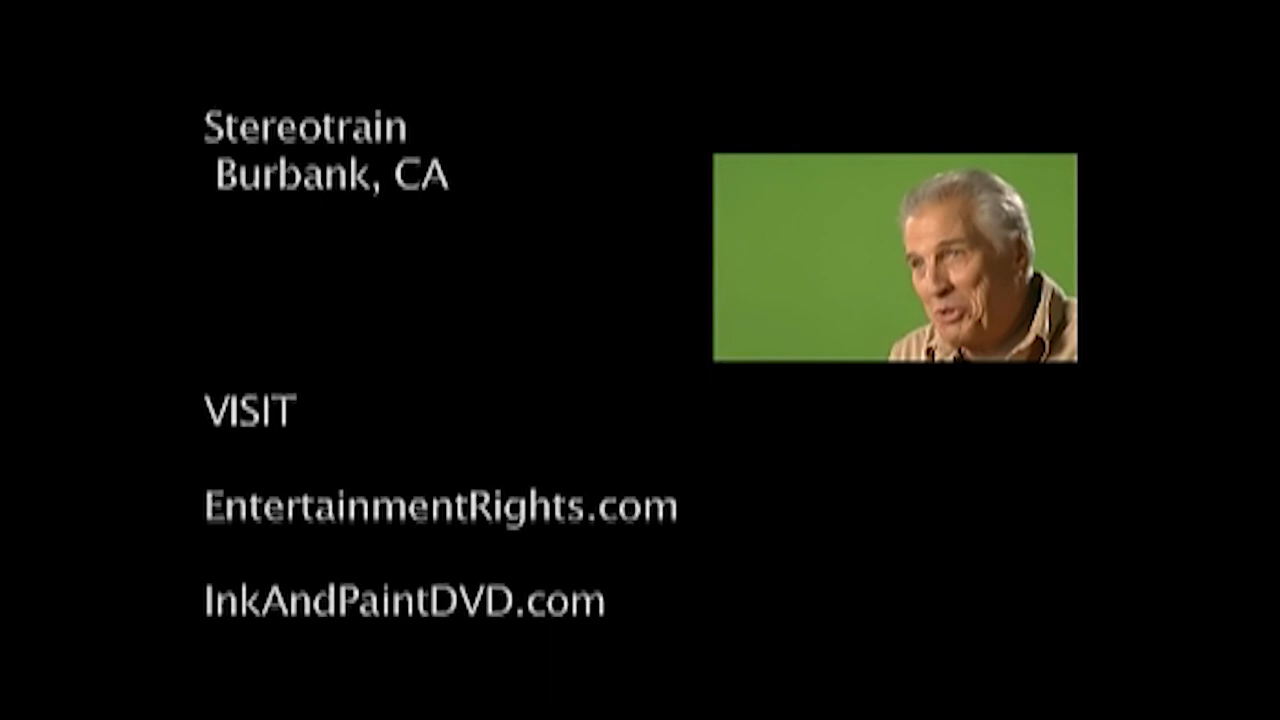 Stereotrain
Burbank, CA
VISIT
EntertainmentRights.com
InkAndPaintDVD.com